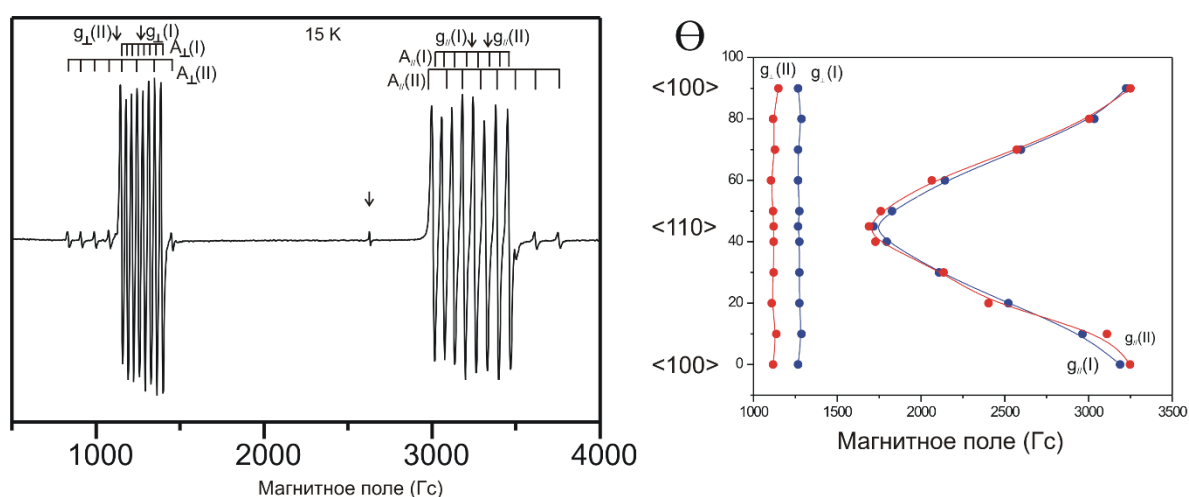 g⊥(II)
g⊥(I)
15 K
A⊥(I)
A⊥(II)
g//(I)
g//(II)
A//(I)
A//(II)
1000
2000
3000
4000
Магнитное поле (Гс)
Θ
100
80
60
40
20
0
<100>
<110>
<100>
g⊥(II)
g⊥(I)
g//(II)
g//(I)
1000
1500
2000
2500
3000
3500
Магнитное поле (Гс)